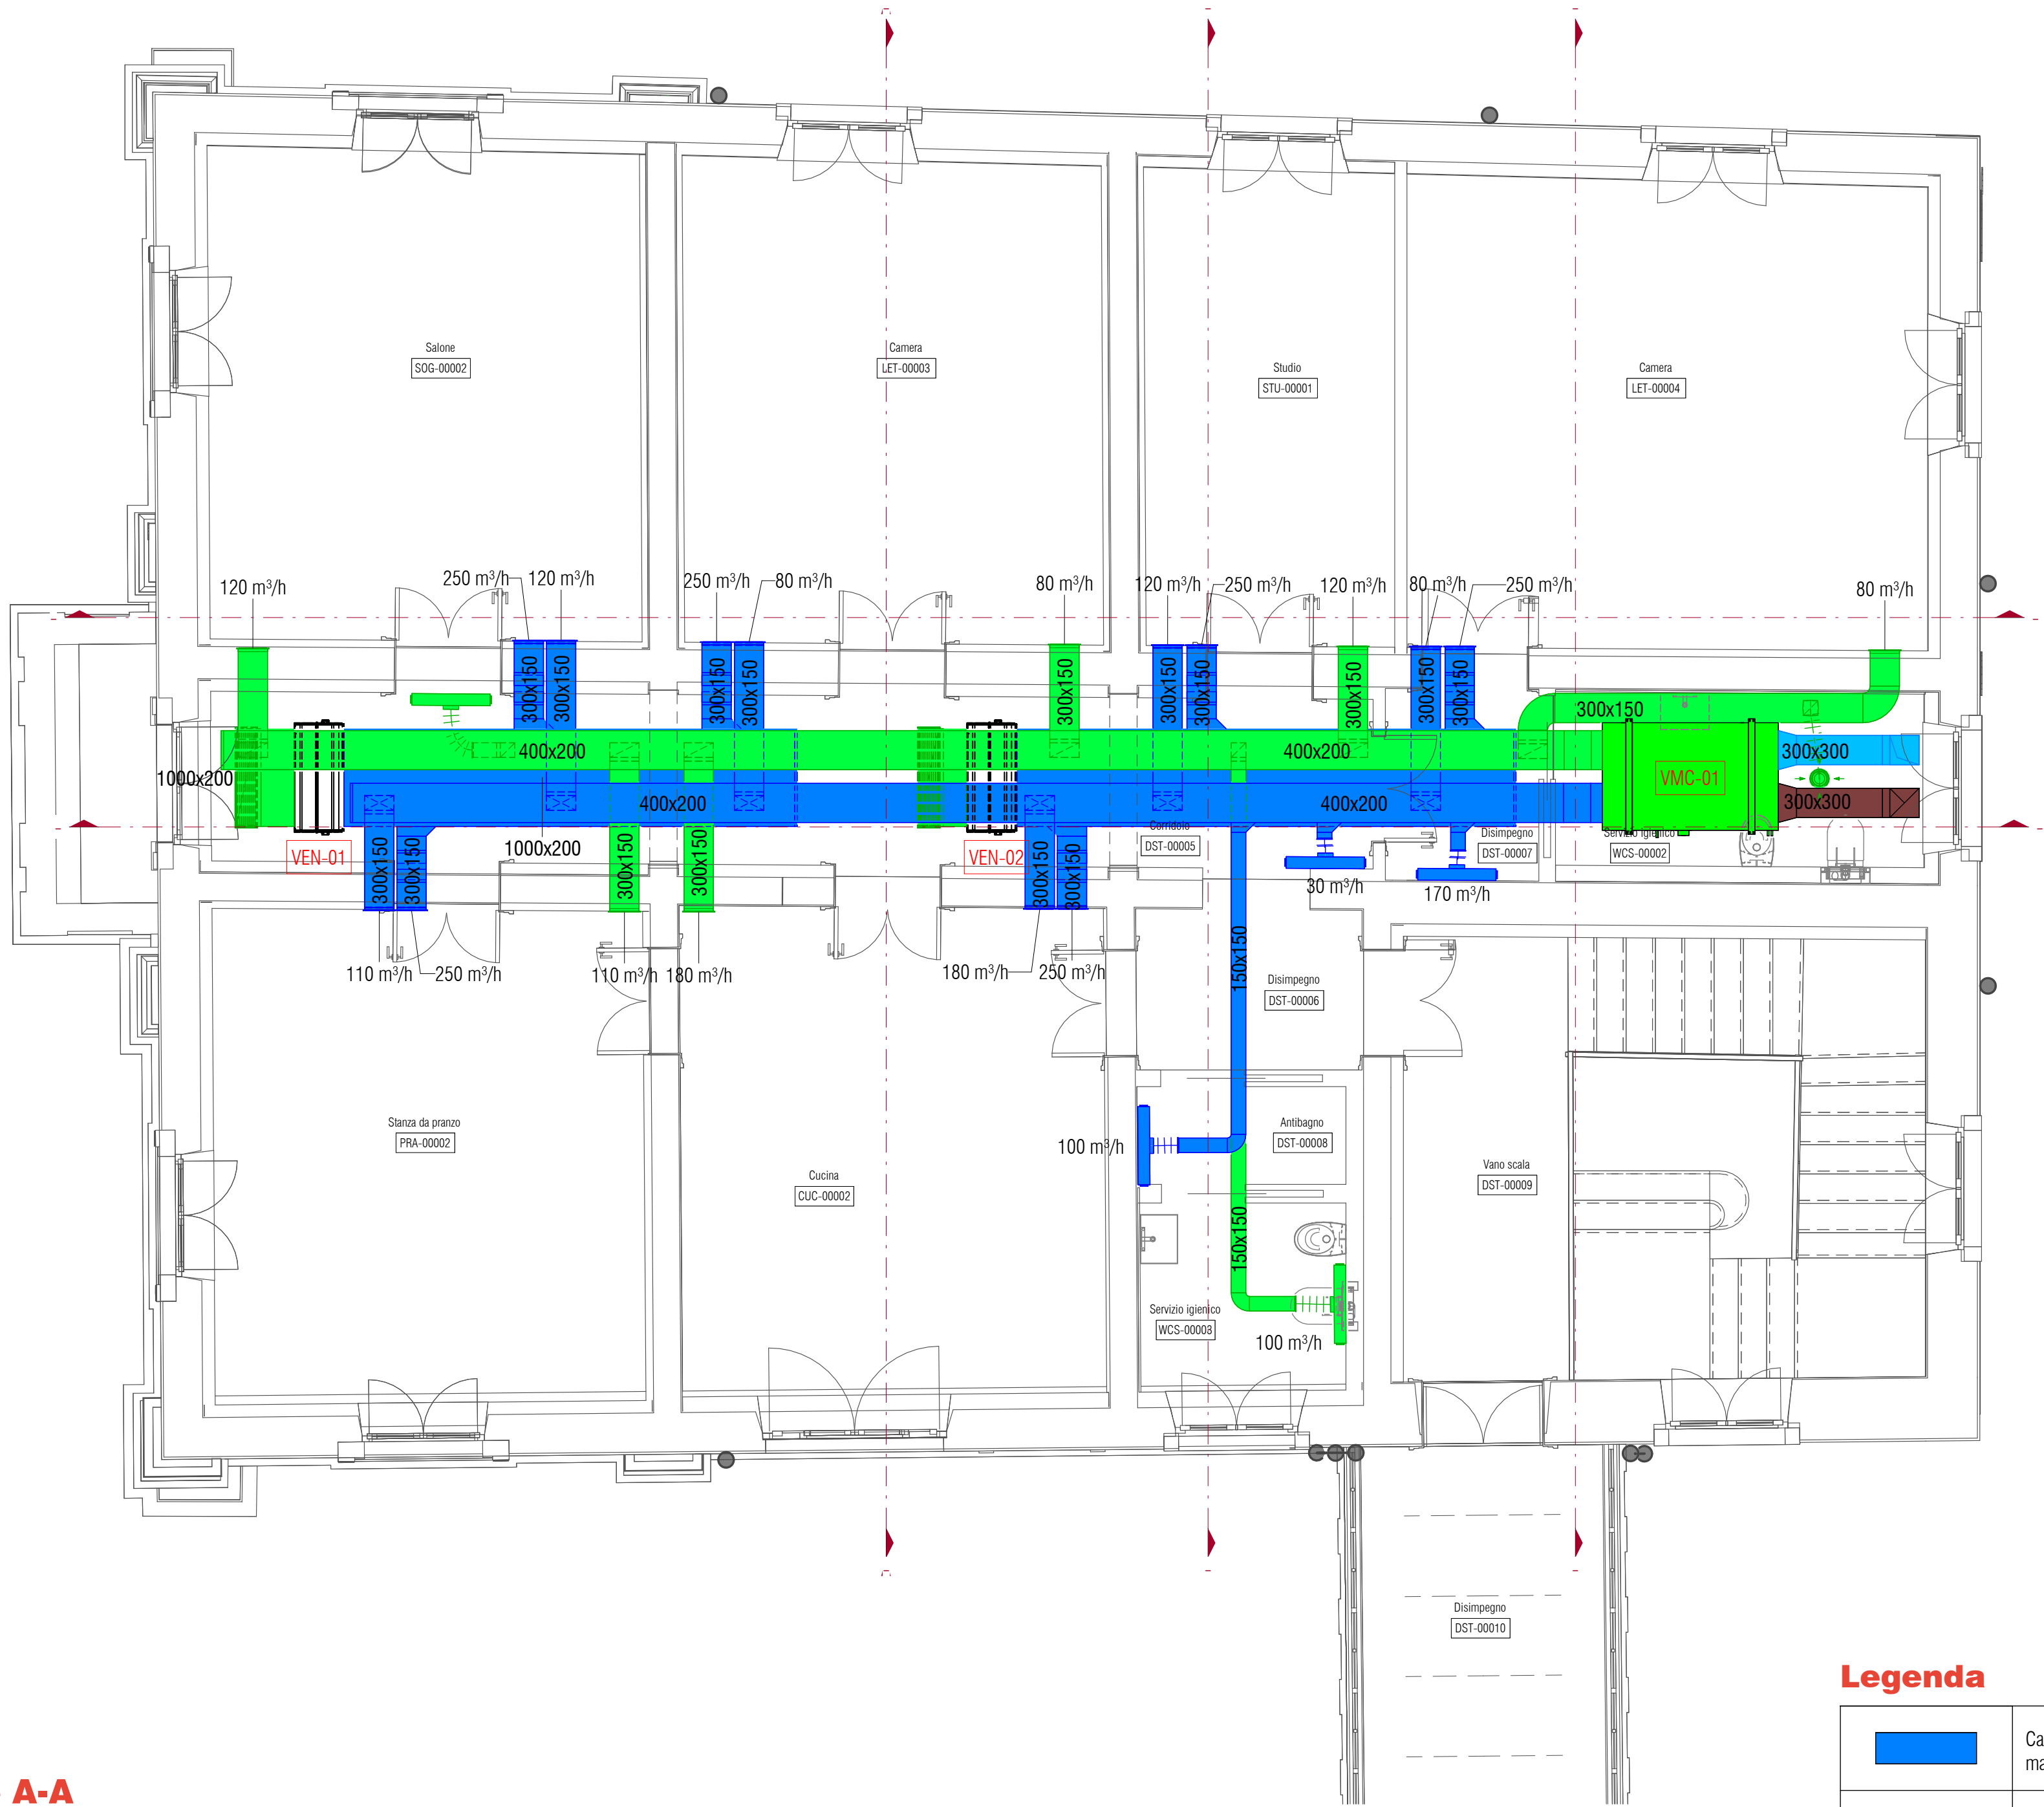 Salone
SOG-00002
Camera
LET-00003
Studio
STU-00001
Camera
LET-00004
120 m³/h
250 m³/h
120 m³/h
250 m³/h
80 m³/h
80 m³/h
120 m³/h
250 m³/h
120 m³/h
80 m³/h
250 m³/h
80 m³/h
300x150
300x150
300x150
300x150
300x150
300x150
300x150
300x150
300x150
300x150
300x150
400x200
400x200
300x300
1000x200
VMC-01
400x200
400x200
300x300
Corridoio
DST-00005
Disimpegno
DST-00007
Servizio igienico
WCS-00002
VEN-01
1000x200
VEN-02
300x150
300x150
300x150
300x150
300x150
300x150
30 m³/h
170 m³/h
110 m³/h
250 m³/h
110 m³/h
180 m³/h
180 m³/h
250 m³/h
150x150
Disimpegno
DST-00006
Stanza da pranzo
PRA-00002
100 m³/h
Antibagno
DST-00008
Cucina
CUC-00002
Vano scala
DST-00009
150x150
Servizio igienico
WCS-00003
100 m³/h
Disimpegno
DST-00010
Legenda
Ca
ma
A-A